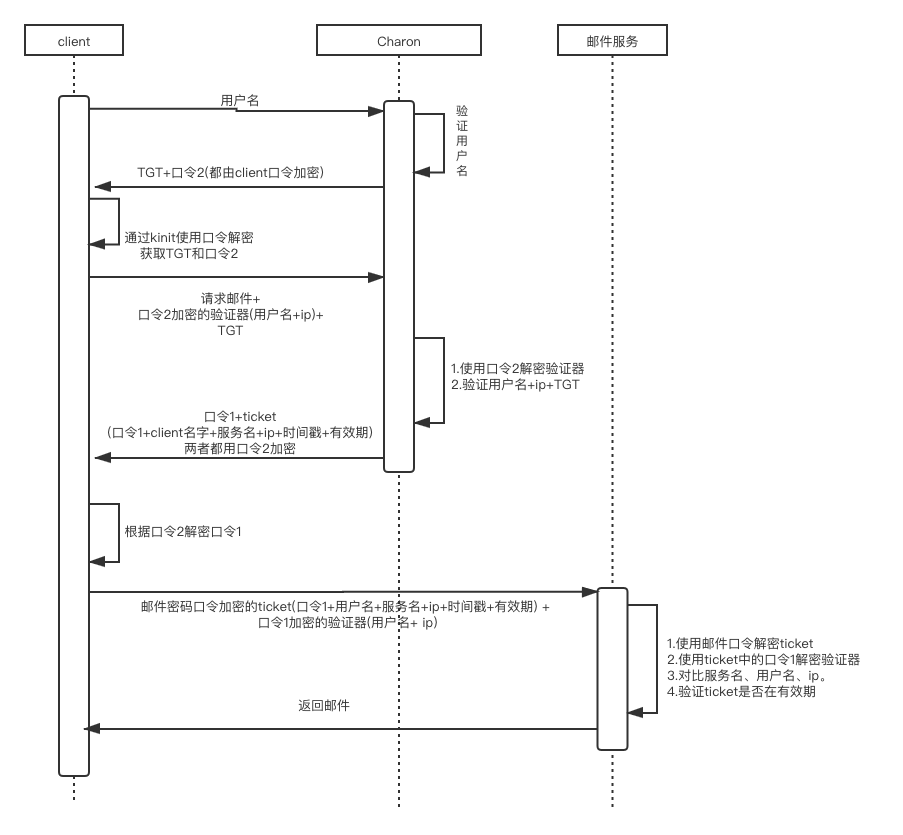 client
Charon
邮件服务
用户名
验
证
用
户
名
TGT+口令2(都由client口令加密)
通过kinit使用口令解密
获取TGT和口令2
请求邮件+
口令2加密的验证器(用户名+ip)+
TGT
1.使用口令2解密验证器
2.验证用户名+ip+TGT
口令1+ticket
(口令1+client名字+服务名+ip+时间戳+有效期)
两者都用口令2加密
根据口令2解密口令1
邮件密码口令加密的ticket(口令1+用户名+服务名+ip+时间戳+有效期) +
口令1加密的验证器(用户名+ ip)
1.使用邮件口令解密ticket
2.使用ticket中的口令1解密验证器
3.对比服务名、用户名、ip。
4.验证ticket是否在有效期
返回邮件